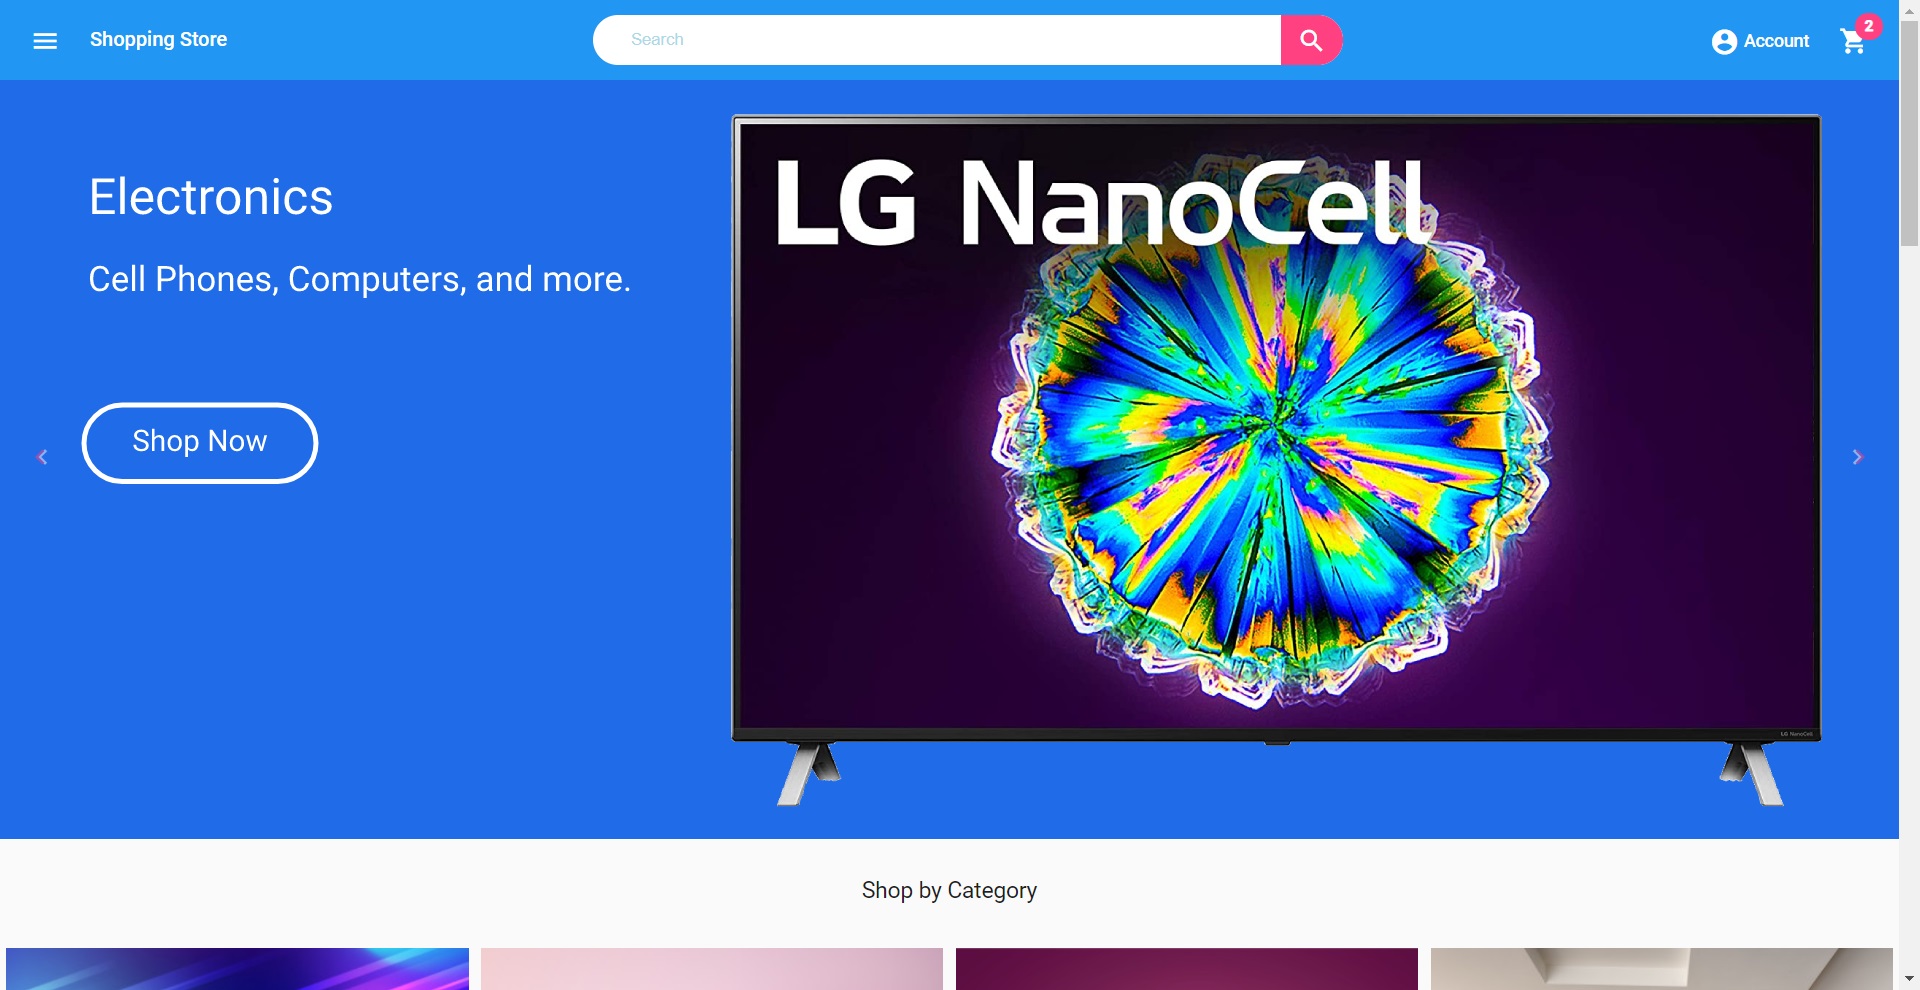 Shopping Store
Search
Account
2
Electronics
Cell Phones, Computers, and more.
Shop Now
LG NanoCell
LG NanoCell
Shop by Category